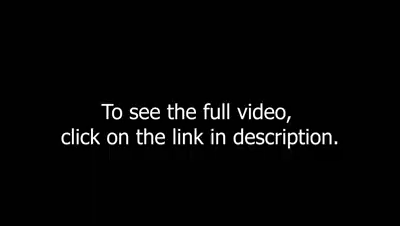 To see the full video,
click on the link in description.